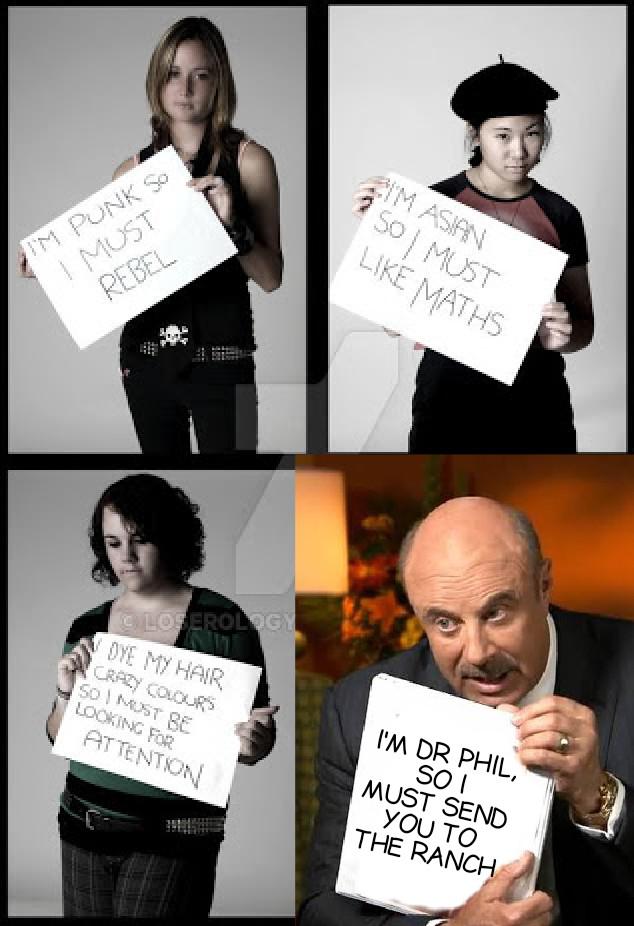 I'M PUNK SO
I MUST
REBEL
I'M ASIAN
SO I MUST
LIKE MATHS
I DYE MY HAIR
CRAZY COLOURS
SO I MUST BE
LOOKING FOR
ATTENTION
I'M DR PHIL,
SO I
MUST SEND
YOU TO
THE RANCH
© LOSEROLOGY